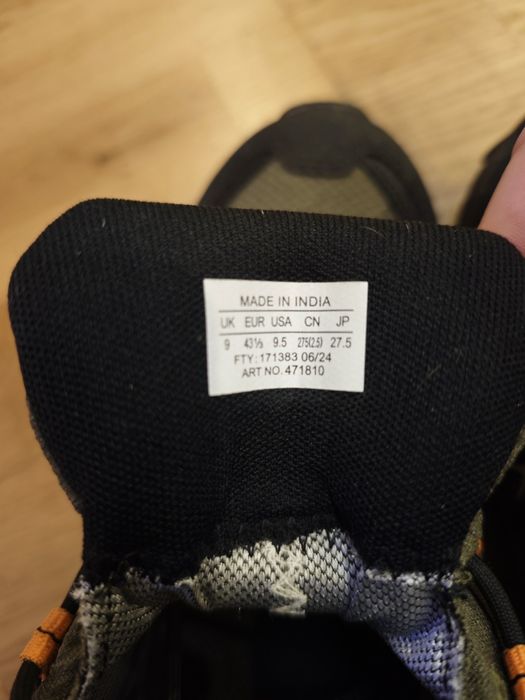 MADE IN INDIA
UK EUR USA CN JP
9 43⅓ 9.5 275(2.5) 27.5
FTY: 171383 06/24
ART NO. 471810